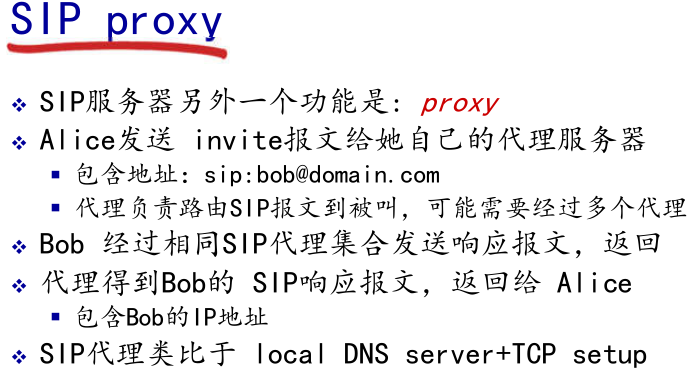 SIP proxy
SIP服务器另外一个功能是：proxy
Alice发送 invite报文给她自己的代理服务器
包含地址：sip:bob@domain.com
代理负责路由SIP报文到被叫，可能需要经过多个代理
Bob 经过相同SIP代理集合发送响应报文，返回
代理得到Bob的 SIP响应报文，返回给 Alice
包含Bob的IP地址
SIP代理类比于 local DNS server+TCP setup